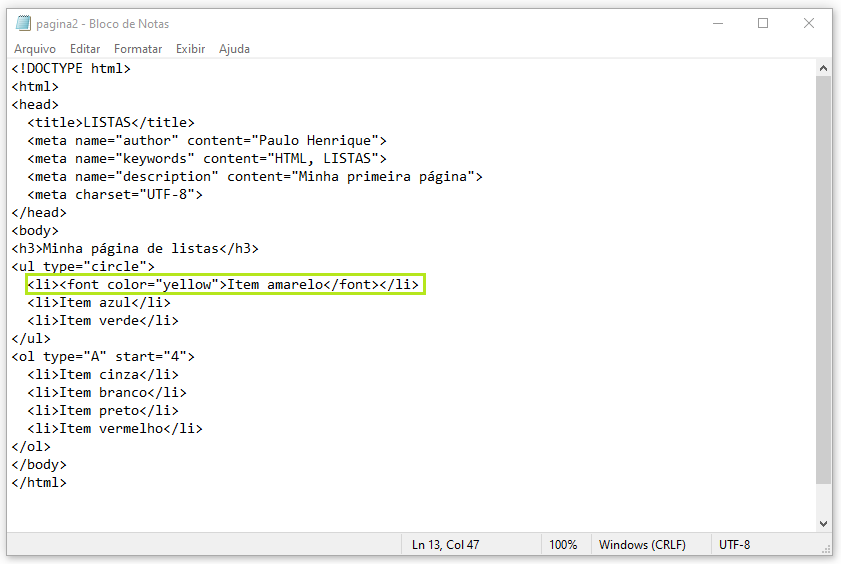 pagina2 - Bloco de Notas
Arquivo Editar Formatar Exibir Ajuda
<!DOCTYPE html>
<html>
<head>
  <title>LISTAS</title>
  <meta name="author" content="Paulo Henrique">
  <meta name="keywords" content="HTML, LISTAS">
  <meta name="description" content="Minha primeira página">
  <meta charset="UTF-8">
</head>
<body>
<h3>Minha página de listas</h3>
<ul type="circle">
  <li><font color="yellow">Item amarelo</font></li>
  <li>Item azul</li>
  <li>Item verde</li>
</ul>
<ol type="A" start="4">
  <li>Item cinza</li>
  <li>Item branco</li>
  <li>Item preto</li>
  <li>Item vermelho</li>
</ol>
</body>
</html>
Ln 13, Col 47 100% Windows (CRLF) UTF-8